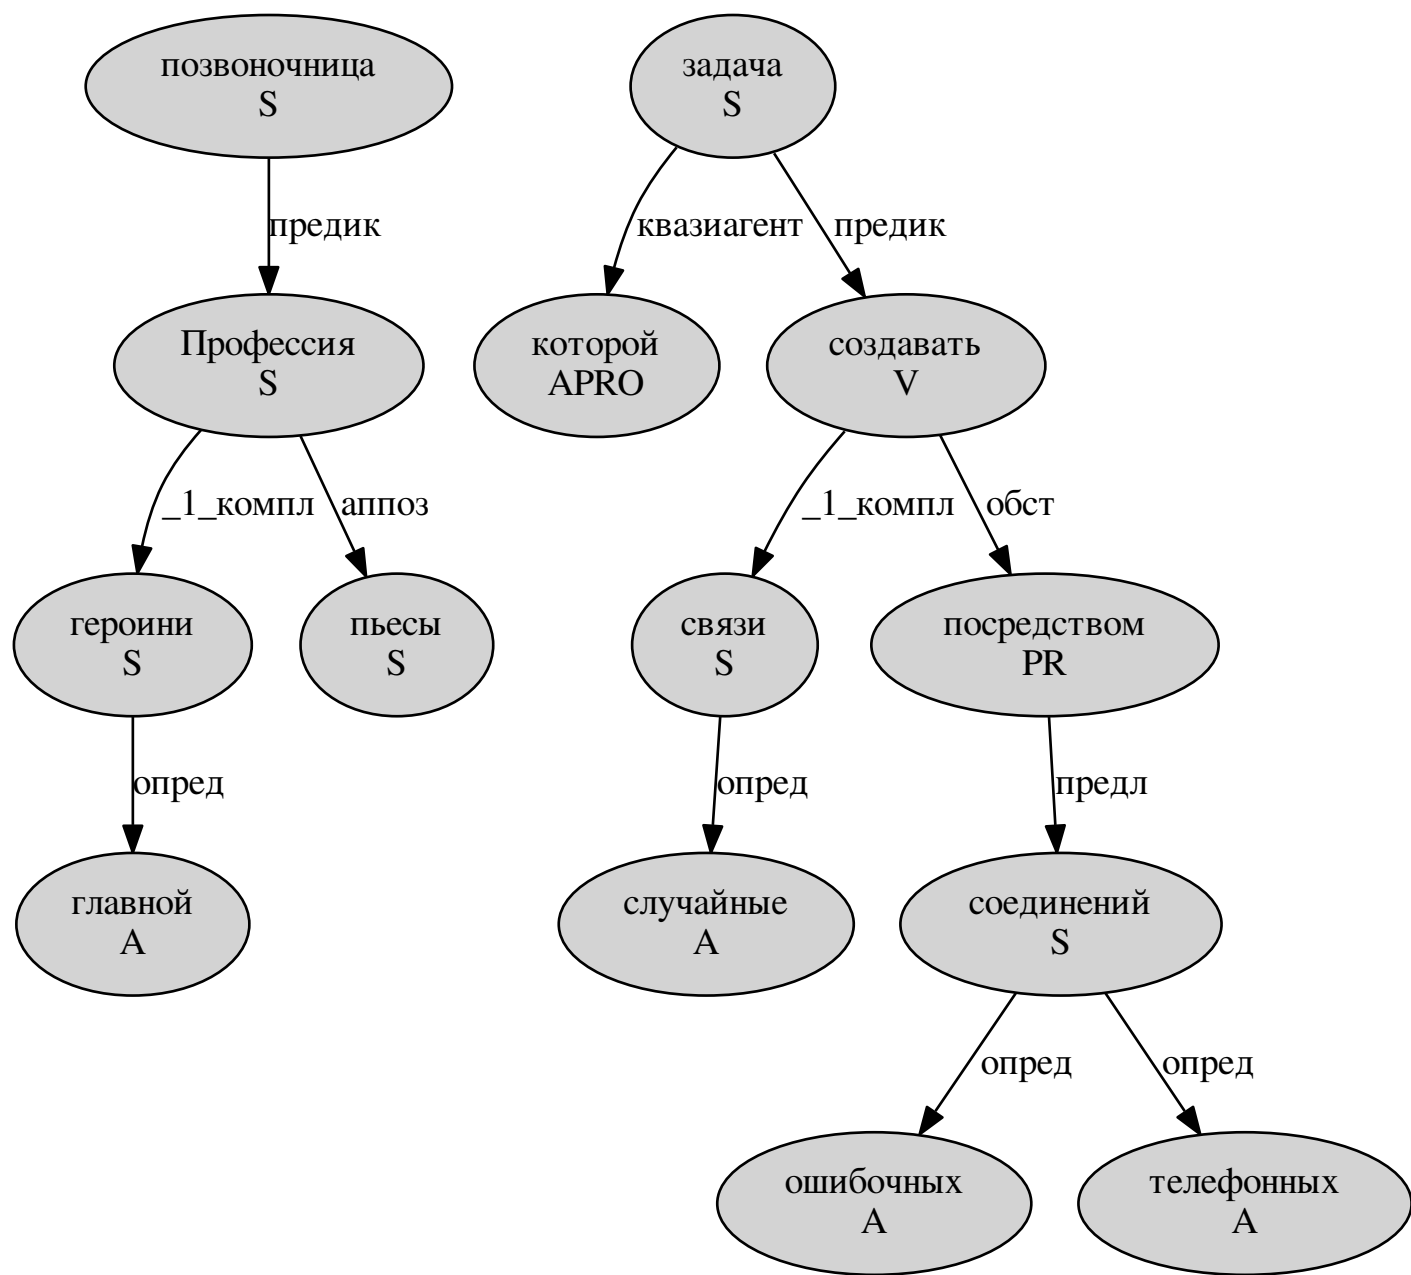 позвоночница
S
задача
S
предик
квазиагент
предик
Профессия
S
которой
APRO
создавать
V
_1_компл
аппоз
_1_компл
обст
героини
S
пьесы
S
связи
S
посредством
PR
опред
опред
предл
главной
A
случайные
A
соединений
S
опред
опред
ошибочных
A
телефонных
A